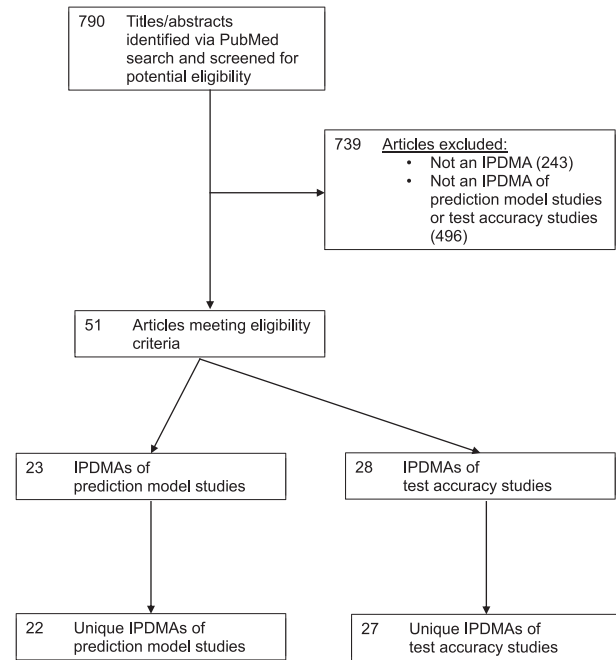 790 Titles/abstracts
identified via PubMed
search and screened for
potential eligibility
739 Articles excluded:
• Not an IPDMA (243)
• Not an IPDMA of
prediction model studies
or test accuracy studies
(496)
51 Articles meeting eligibility
criteria
23 IPDMAs of
prediction model studies
28 IPDMAs of
test accuracy studies
22 Unique IPDMAs of
prediction model studies
27 Unique IPDMAs of
test accuracy studies